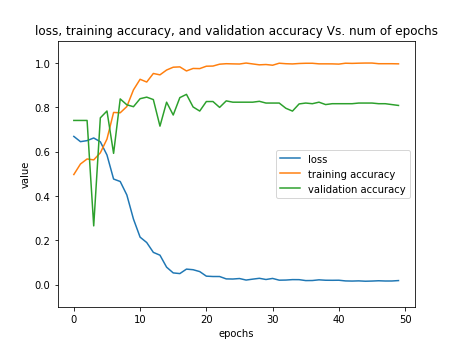 loss, training accuracy, and validation accuracy Vs. num of epochs
1.0
0.8
0.6
0.4
0.2
0.0
value
loss
training accuracy
validation accuracy
0 10 20 30 40 50
epochs